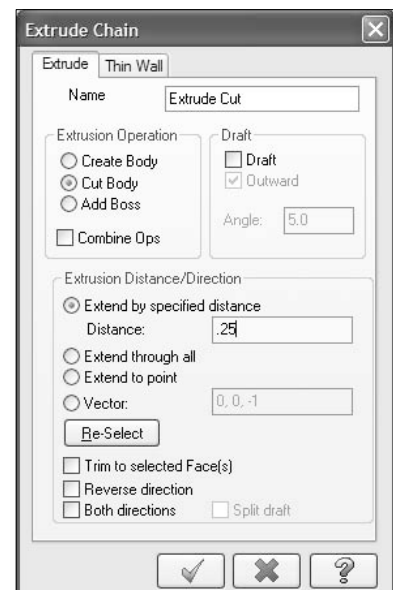 Extrude Chain
Extrude Thin Wall
Name Extrude Cut
Extrusion Operation
Create Body
Cut Body
Add Boss
Combine Ops
Draft
Draft
Outward
Angle: 5.0
Extrusion Distance/Direction
Extend by specified distance
Distance: .25
Extend through all
Extend to point
Vector: 0, 0, -1
Re-Select
Trim to selected Face(s)
Reverse direction
Both directions Split draft